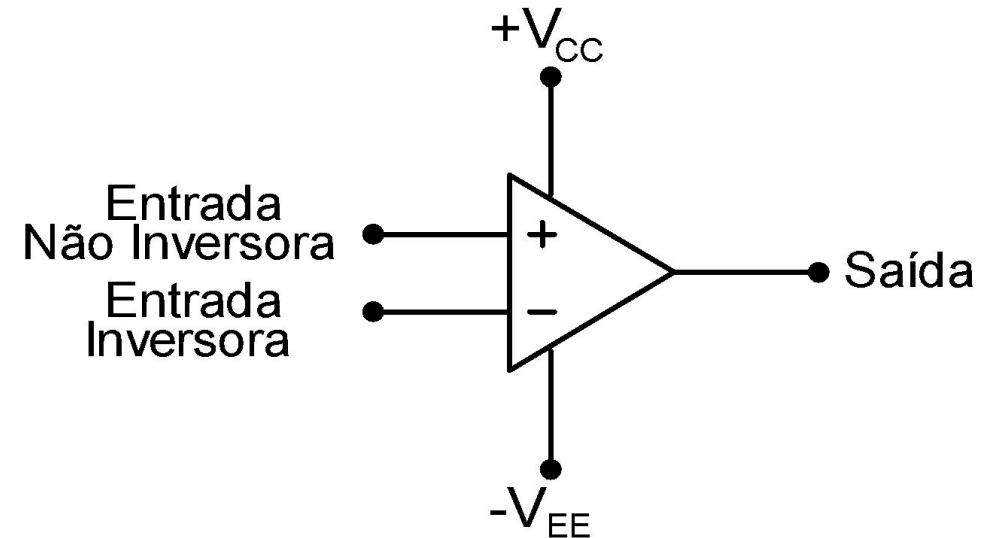 +VCC
Entrada
Não Inversora
+
Entrada
Inversora
−
Saída
-VEE